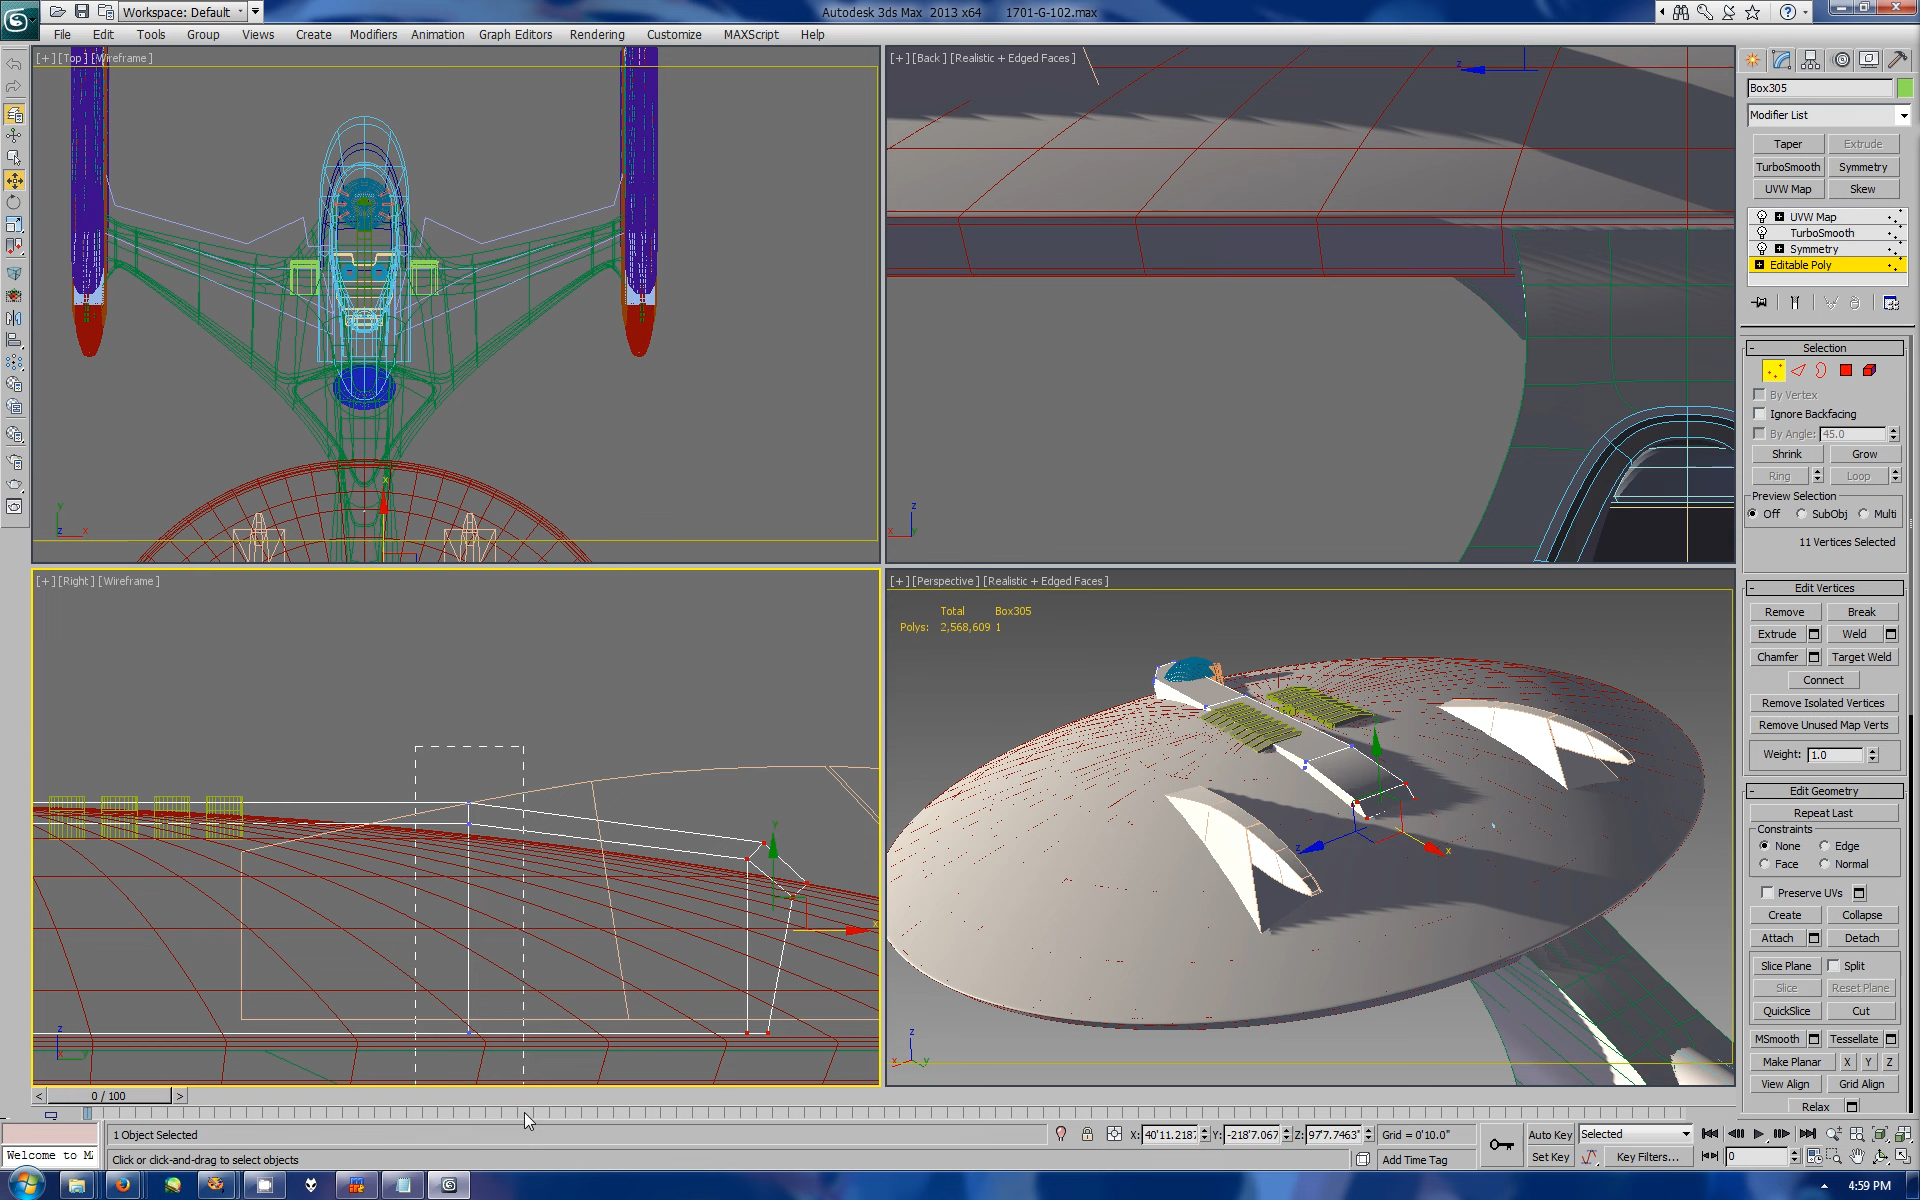 Workspace: Default
Autodesk 3ds Max 2013 x64 1701-G-102.max
File Edit Tools Group Views Create Modifiers Animation Graph Editors Rendering Customize MAXScript Help
[+] [Top] [Wireframe]
[+] [Back] [Realistic + Edged Faces]
Box305
Modifier List
Taper Extrude
TurboSmooth Symmetry
UVW Map Skew
UVW Map
TurboSmooth
Symmetry
Editable Poly
- Selection
By Vertex
Ignore Backfacing
By Angle: 45.0
Shrink Grow
Ring Loop
Preview Selection
Off SubObj Multi
11 Vertices Selected
[+] [Right] [Wireframe]
[+] [Perspective] [Realistic + Edged Faces]
Total Box305
Polys: 2,568,609 1
- Edit Vertices
Remove Break
Extrude Weld
Chamfer Target Weld
Connect
Remove Isolated Vertices
Remove Unused Map Verts
Weight: 1.0
- Edit Geometry
Repeat Last
Constraints
None Edge
Face Normal
Preserve UVs
Create Collapse
Attach Detach
Slice Plane Split
Slice Reset Plane
QuickSlice Cut
MSmooth Tessellate
Make Planar X Y Z
View Align Grid Align
Relax
< 0 / 100 >
1 Object Selected
X: 40'11.218 Y: -218'7.067 Z: 97'7.7463"
Grid = 0'10.0"
Auto Key Selected
Welcome to M
Click or click-and-drag to select objects
Add Time Tag
Set Key Key Filters...
0
4:59 PM